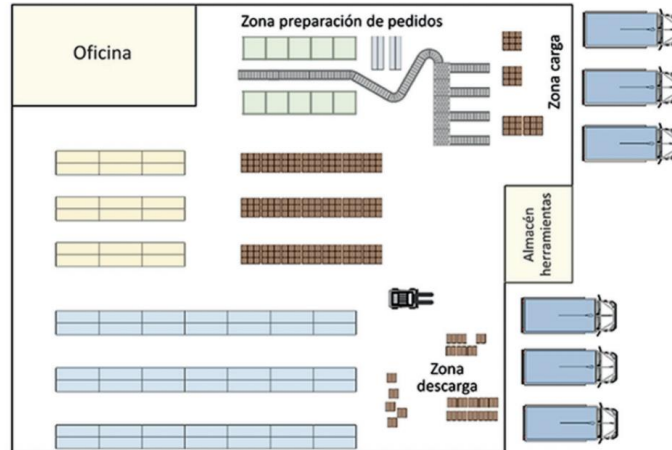 Oficina
Zona preparación de pedidos
Zona carga
Almacén
herramientas
Zona
descarga